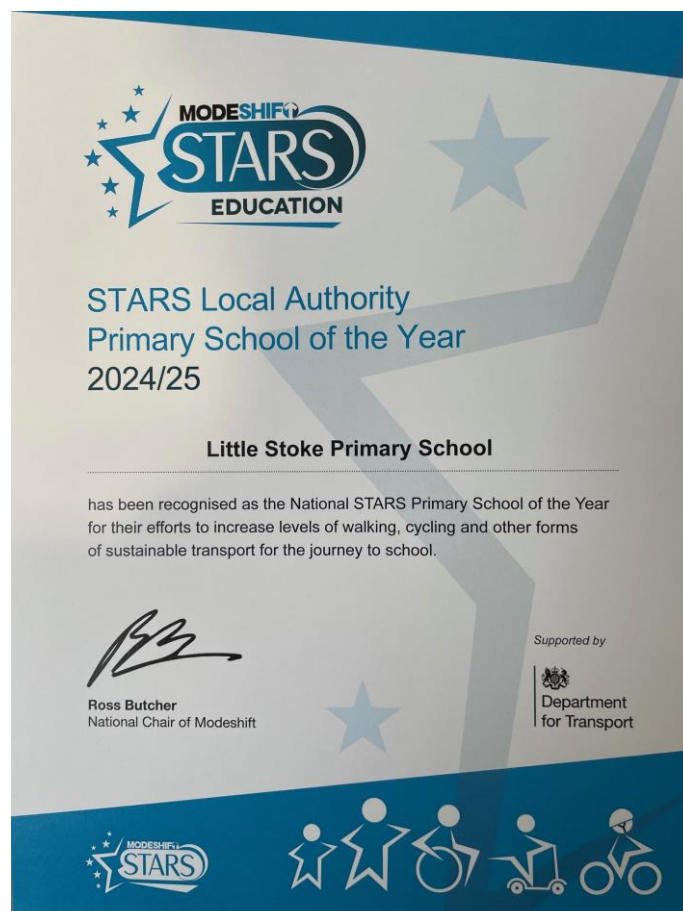 MODESHIFT
STARS
EDUCATION
STARS Local Authority
Primary School of the Year
2024/25
Little Stoke Primary School
has been recognised as the National STARS Primary School of the Year
for their efforts to increase levels of walking, cycling and other forms
of sustainable transport for the journey to school.
Ross Butcher
National Chair of Modeshift
Supported by
Department
for Transport
MODESHIFT
STARS